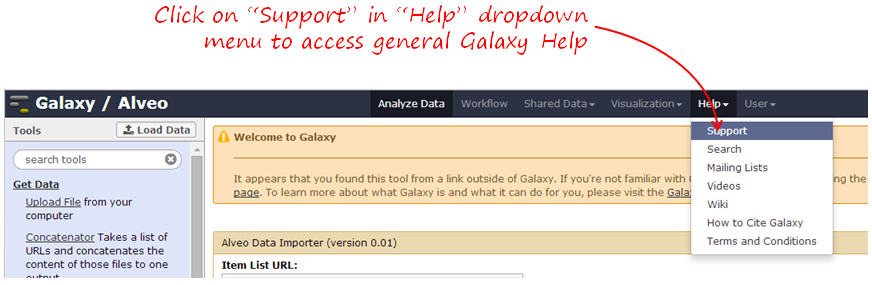 Click on “Support” in “Help” dropdown
menu to access general Galaxy Help
Galaxy / Alveo
Analyze Data Workflow Shared Data Visualization Help User
Tools
Load Data
search tools
Get Data
Upload File from your
computer
Concatenator Takes a list of
URLs and concatenates the
content of those files to one
output
Welcome to Galaxy
It appears that you found this tool from a link outside of Galaxy. If you're not familiar with
page. To learn more about what Galaxy is and what it can do for you, please visit the
the
Alveo Data Importer (version 0.01)
Item List URL:
Support
Search
Mailing Lists
Videos
Wiki
How to Cite Galaxy
Terms and Conditions